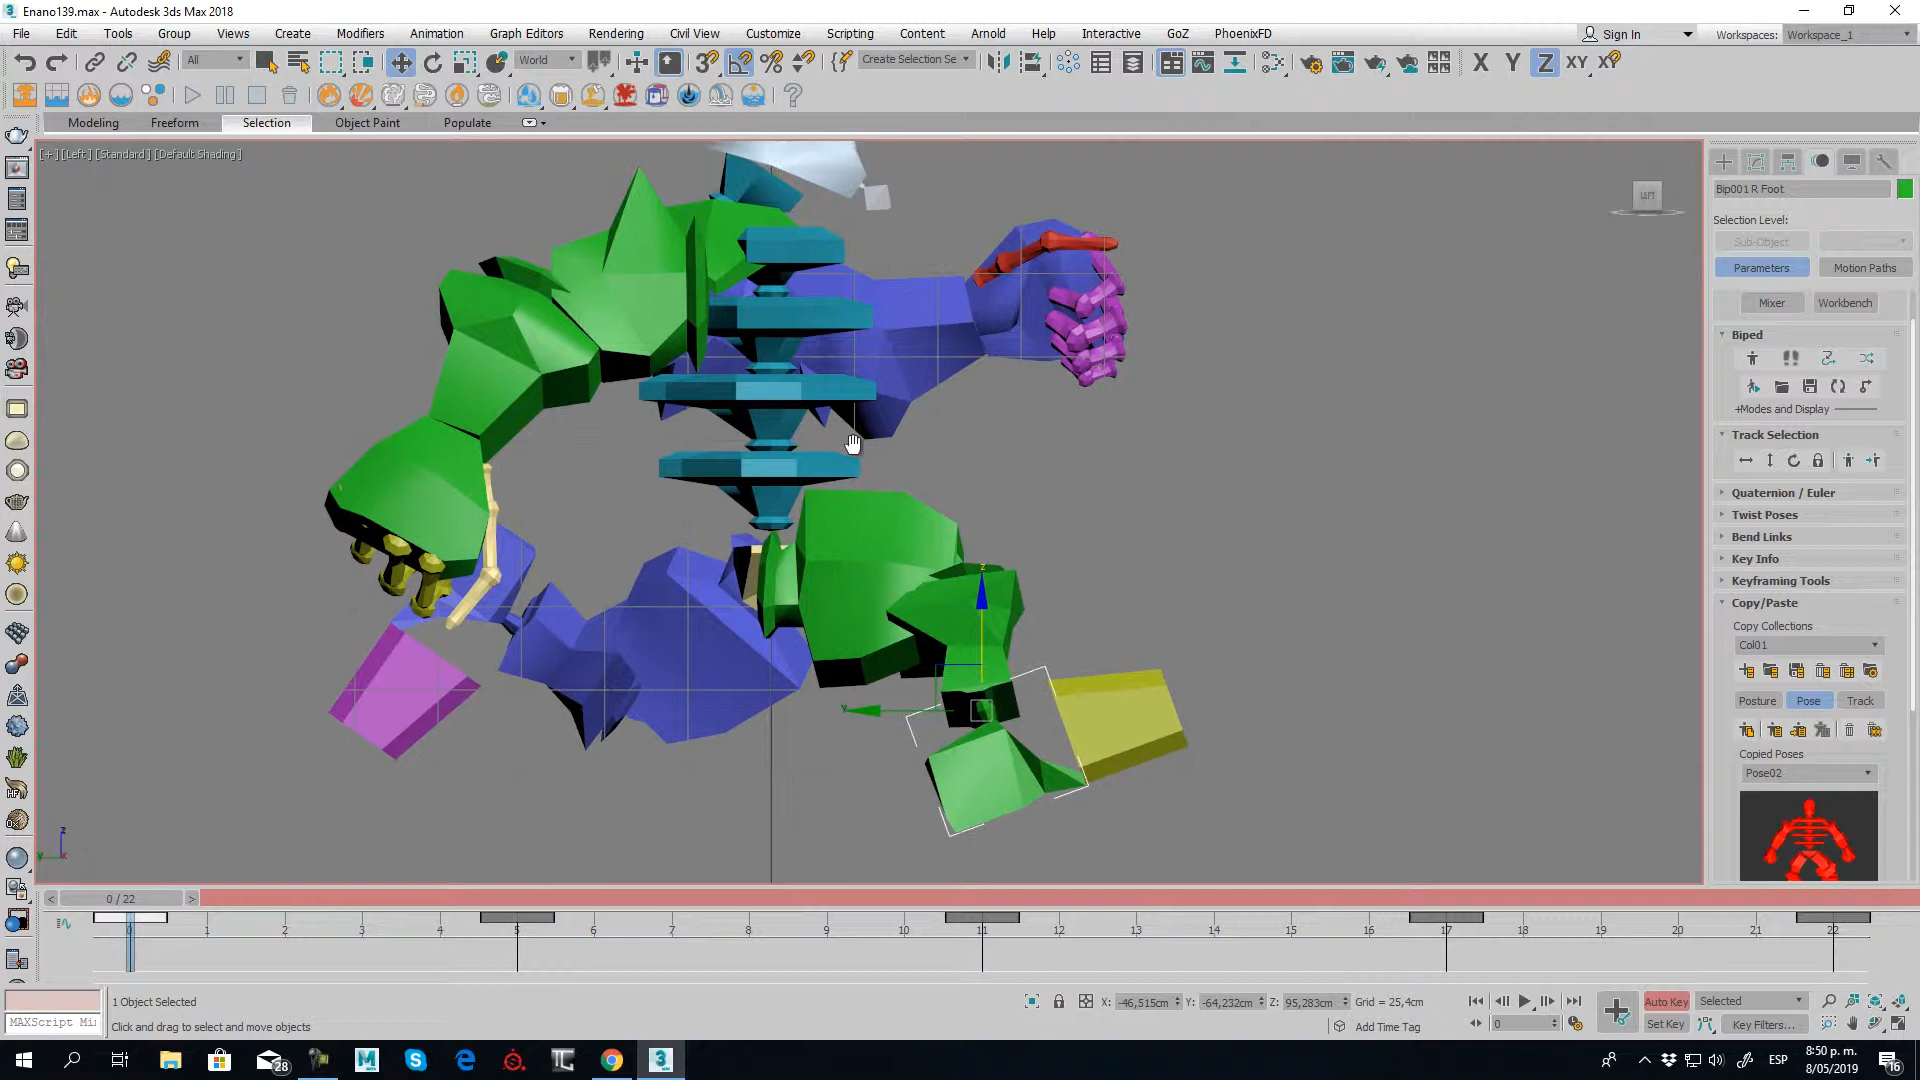 Enano139.max - Autodesk 3ds Max 2018
File Edit Tools Group Views Create Modifiers Animation Graph Editors Rendering Civil View Customize Scripting Content Arnold Help Interactive GoZ PhoenixFD
Sign In Workspaces: Workspace_1
All World Create Selection Se X Y Z XY XY
Modeling Freeform Selection Object Paint Populate
[+] [Left] [Standard] [Default Shading]
LEFT
Bip001 R Foot
Selection Level:
Sub-Object
Parameters Motion Paths
Mixer Workbench
Biped
+Modes and Display
Track Selection
Quaternion / Euler
Twist Poses
Bend Links
Key Info
Keyframing Tools
Copy/Paste
Copy Collections
Col01
Posture Pose Track
Copied Poses
Pose02
z
y
z
y x
< 0 / 22 >
0 1 2 3 4 5 6 7 8 9 10 11 12 13 14 15 16 17 18 19 20 21 22
1 Object Selected
X: -46,515cm Y: -64,232cm Z: 95,283cm Grid = 25,4cm
Auto Key Selected
MAXScript Min
Click and drag to select and move objects
Add Time Tag
0
Set Key Key Filters...
28
ESP
8:50 p. m.
8/05/2019
16